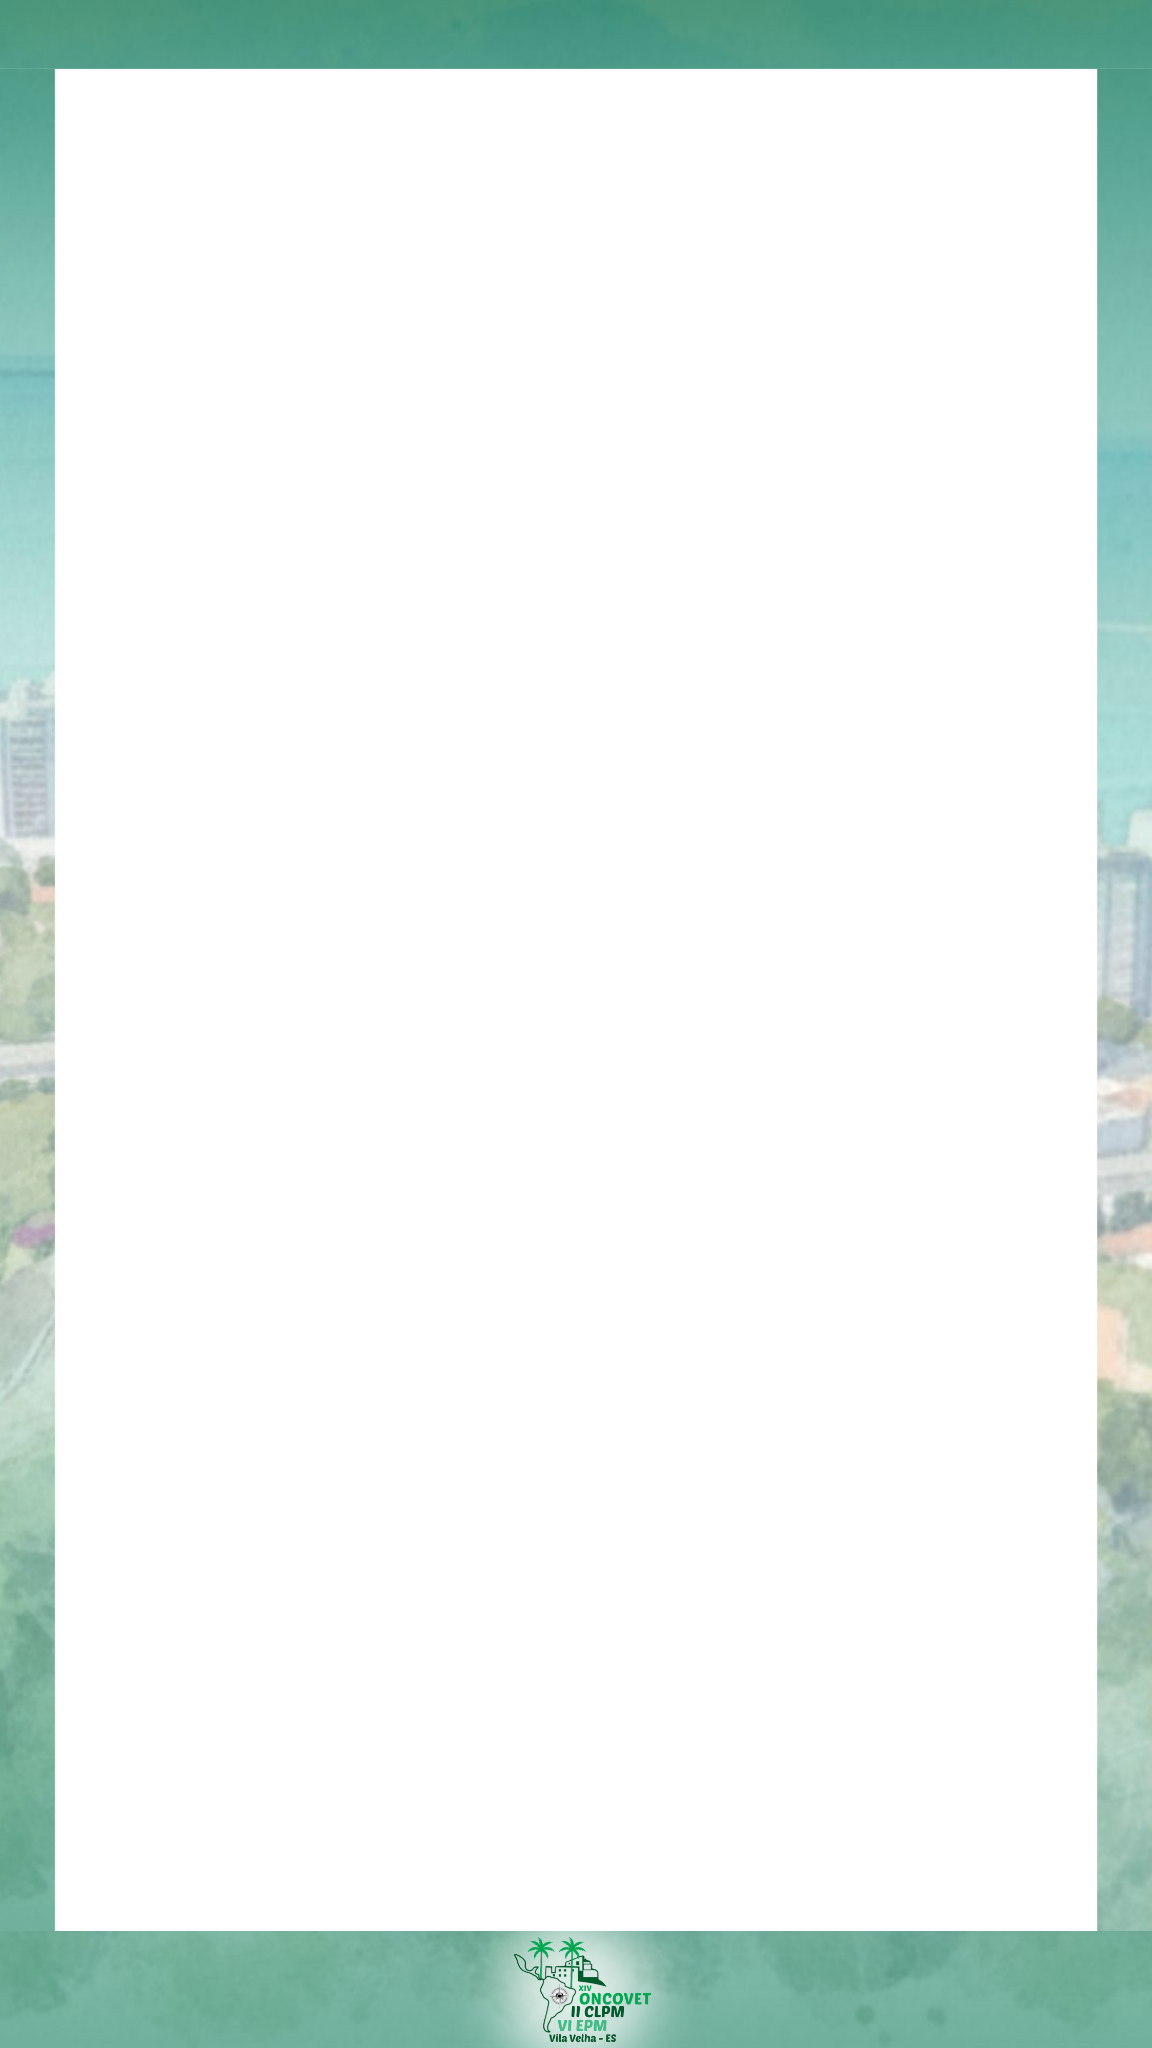 XIV
ONCOVET
II CLPM
VI EPM
Vila Velha - ES